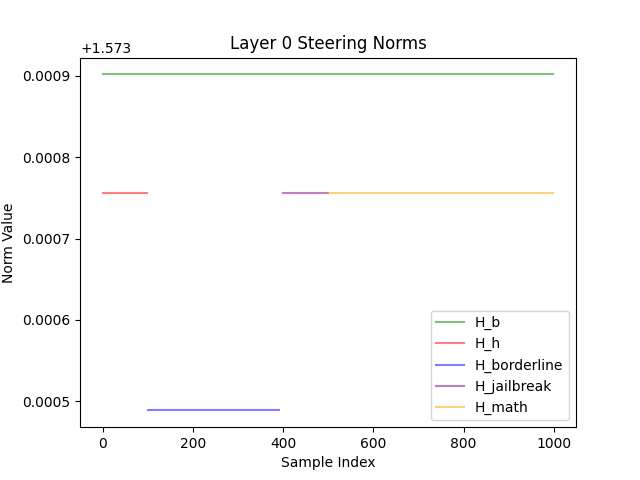 Layer 0 Steering Norms
+1.573
0.0009
0.0008
0.0007
0.0006
0.0005
Norm Value
0
200
400
600
800
1000
Sample Index
H_b
H_h
H_borderline
H_jailbreak
H_math